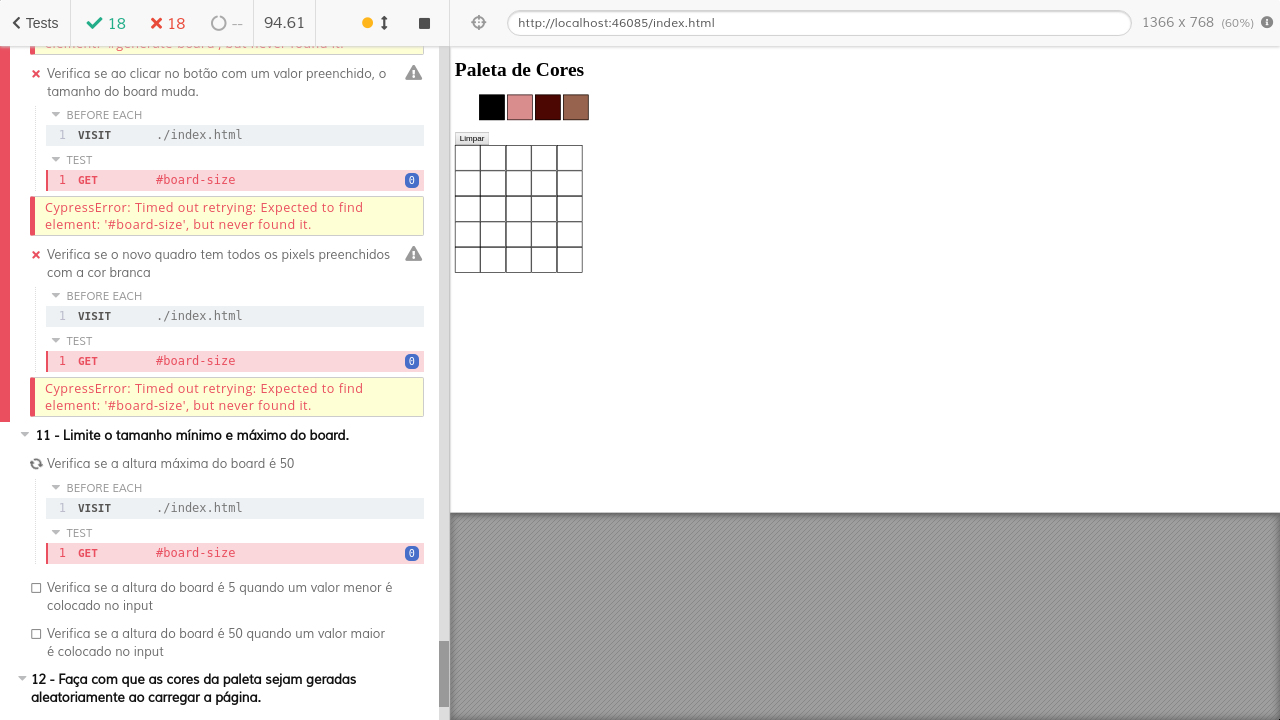 Tests
18
18
--
94.61
http://localhost:46085/index.html
1366 x 768 (60%)
element: '#generate-board', but never found it.
Verifica se ao clicar no botão com um valor preenchido, o
tamanho do board muda.
BEFORE EACH
1 VISIT ./index.html
TEST
1 GET #board-size 0
CypressError: Timed out retrying: Expected to find
element: '#board-size', but never found it.
Verifica se o novo quadro tem todos os pixels preenchidos
com a cor branca
BEFORE EACH
1 VISIT ./index.html
TEST
1 GET #board-size 0
CypressError: Timed out retrying: Expected to find
element: '#board-size', but never found it.
11 - Limite o tamanho mínimo e máximo do board.
Verifica se a altura máxima do board é 50
BEFORE EACH
1 VISIT ./index.html
TEST
1 GET #board-size 0
Verifica se a altura do board é 5 quando um valor menor é
colocado no input
Verifica se a altura do board é 50 quando um valor maior
é colocado no input
12 - Faça com que as cores da paleta sejam geradas
aleatoriamente ao carregar a página.
Paleta de Cores
Limpar